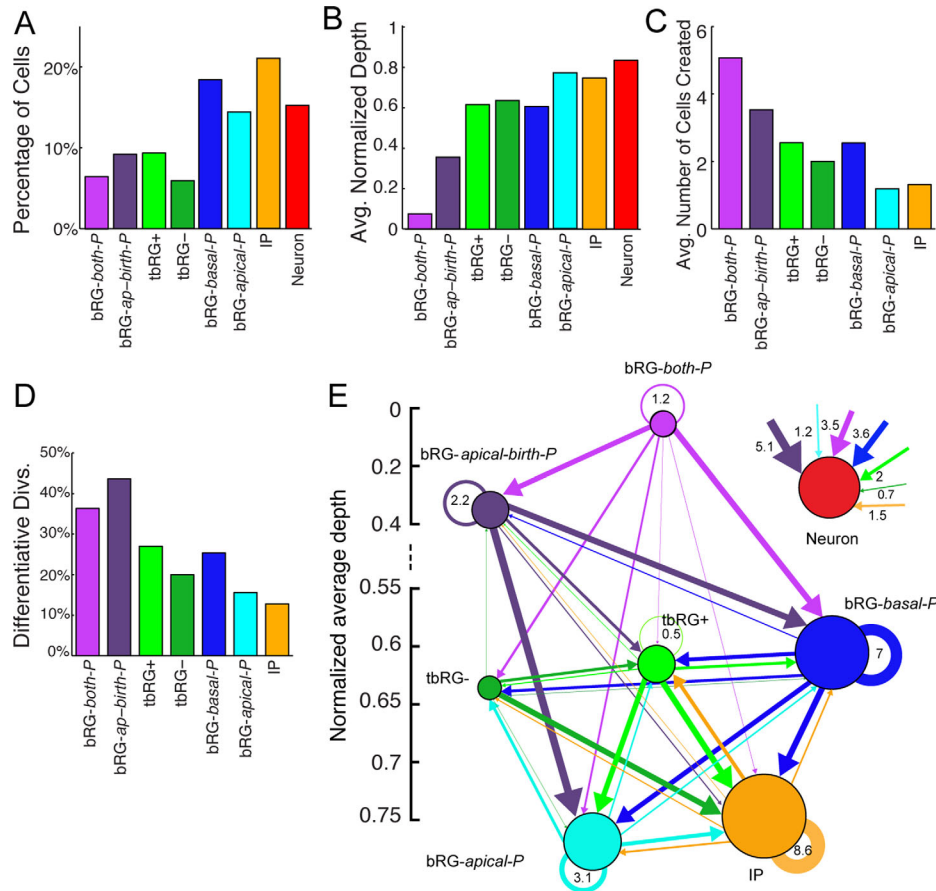 A
Percentage of Cells
20%
10%
0%
bRG-both-P
bRG-ap-birth-P
tbRG+
tbRG−
bRG-basal-P
bRG-apical-P
IP
Neuron
B
Avg. Normalized Depth
1
0.8
0.6
0.4
0.2
0
bRG-both-P
bRG-ap-birth-P
tbRG+
tbRG−
bRG-basal-P
bRG-apical-P
IP
Neuron
C
Avg. Number of Cells Created
6
4
2
0
bRG-both-P
bRG-ap-birth-P
tbRG+
tbRG−
bRG-basal-P
bRG-apical-P
IP
D
Differentiative Divs.
50%
40%
30%
20%
10%
0%
bRG-both-P
bRG-ap-birth-P
tbRG+
tbRG−
bRG-basal-P
bRG-apical-P
IP
E
Normalized average depth
0
0.2
0.4
0.55
0.6
0.65
0.7
0.75
bRG-both-P
1.2
bRG-apical-birth-P
2.2
5.1
1.2
3.5
3.6
2
0.7
1.5
Neuron
bRG-basal-P
7
tbRG+
0.5
tbRG-
bRG-apical-P
3.1
IP
8.6